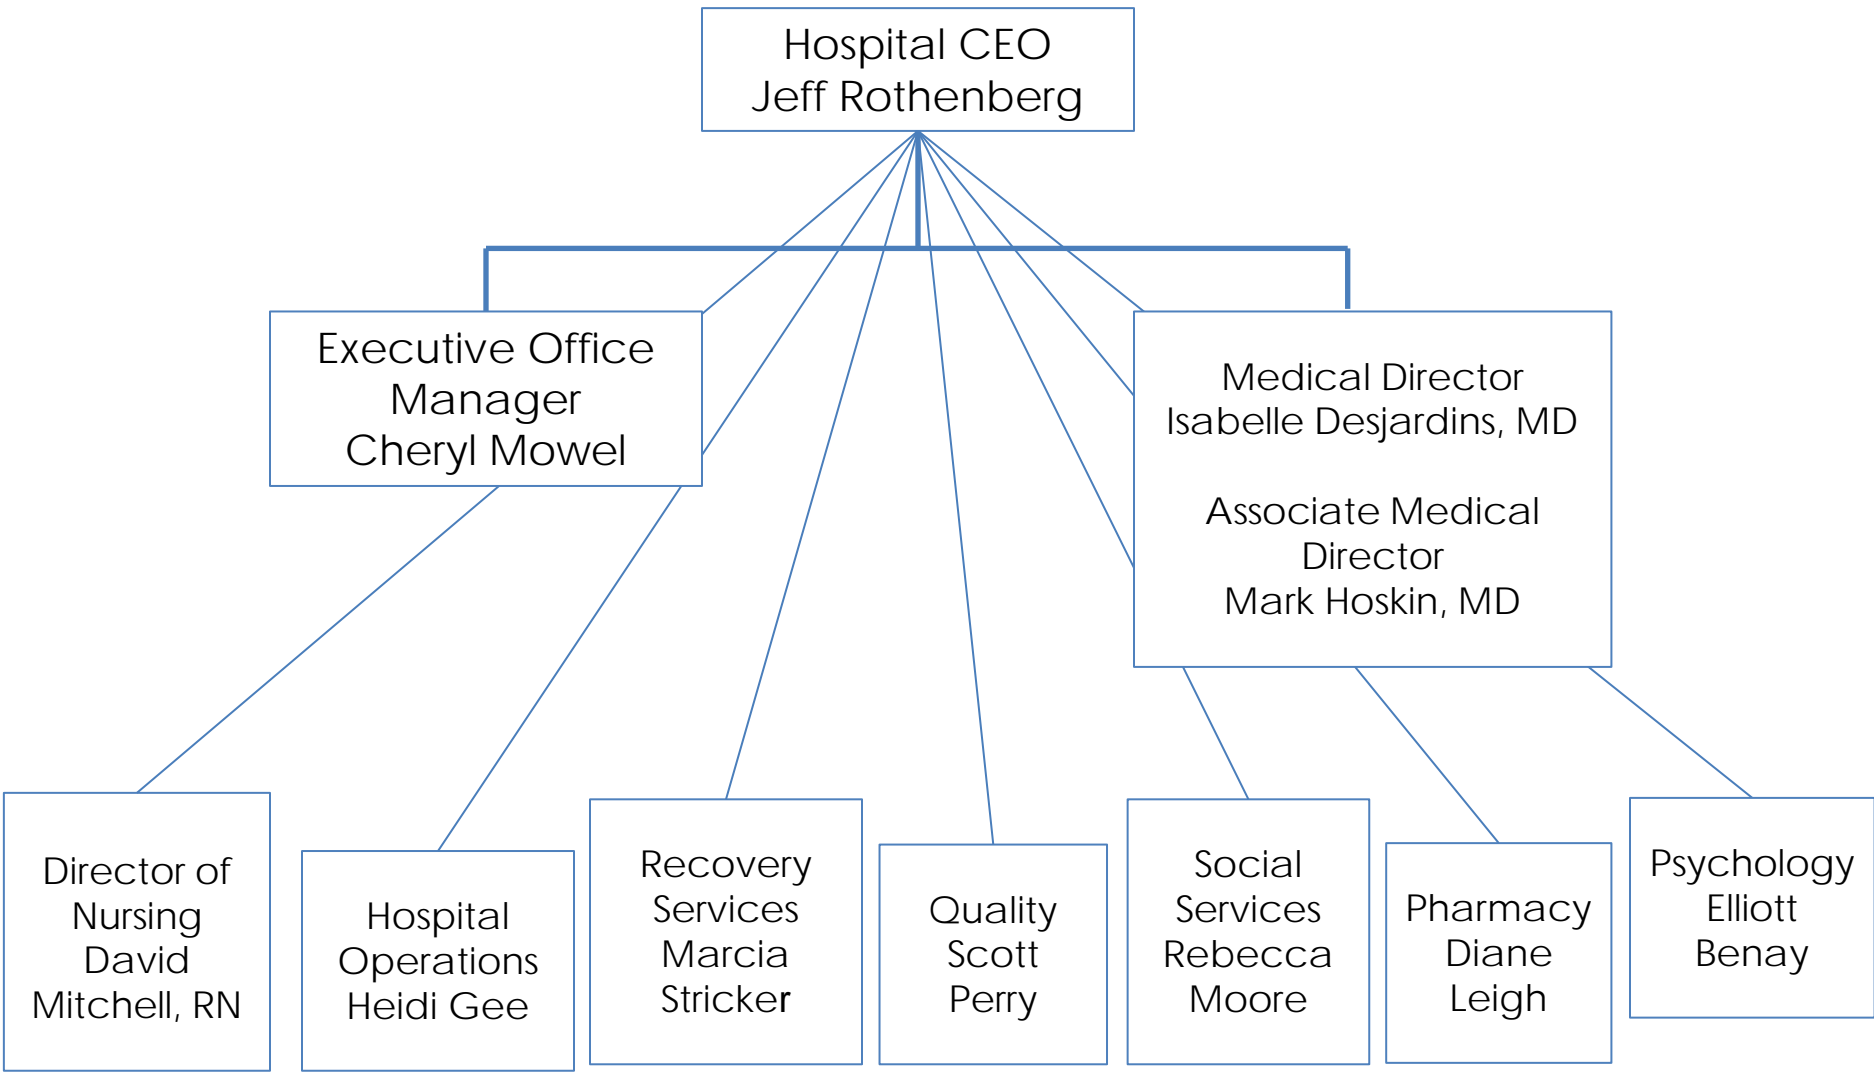 Hospital CEO
Jeff Rothenberg
Executive Office
Manager
Cheryl Mowel
Medical Director
Isabelle Desjardins, MD
Associate Medical
Director
Mark Hoskin, MD
Director of
Nursing
David
Mitchell, RN
Hospital
Operations
Heidi Gee
Recovery
Services
Marcia
Stricker
Quality
Scott
Perry
Social
Services
Rebecca
Moore
Pharmacy
Diane
Leigh
Psychology
Elliott
Benay